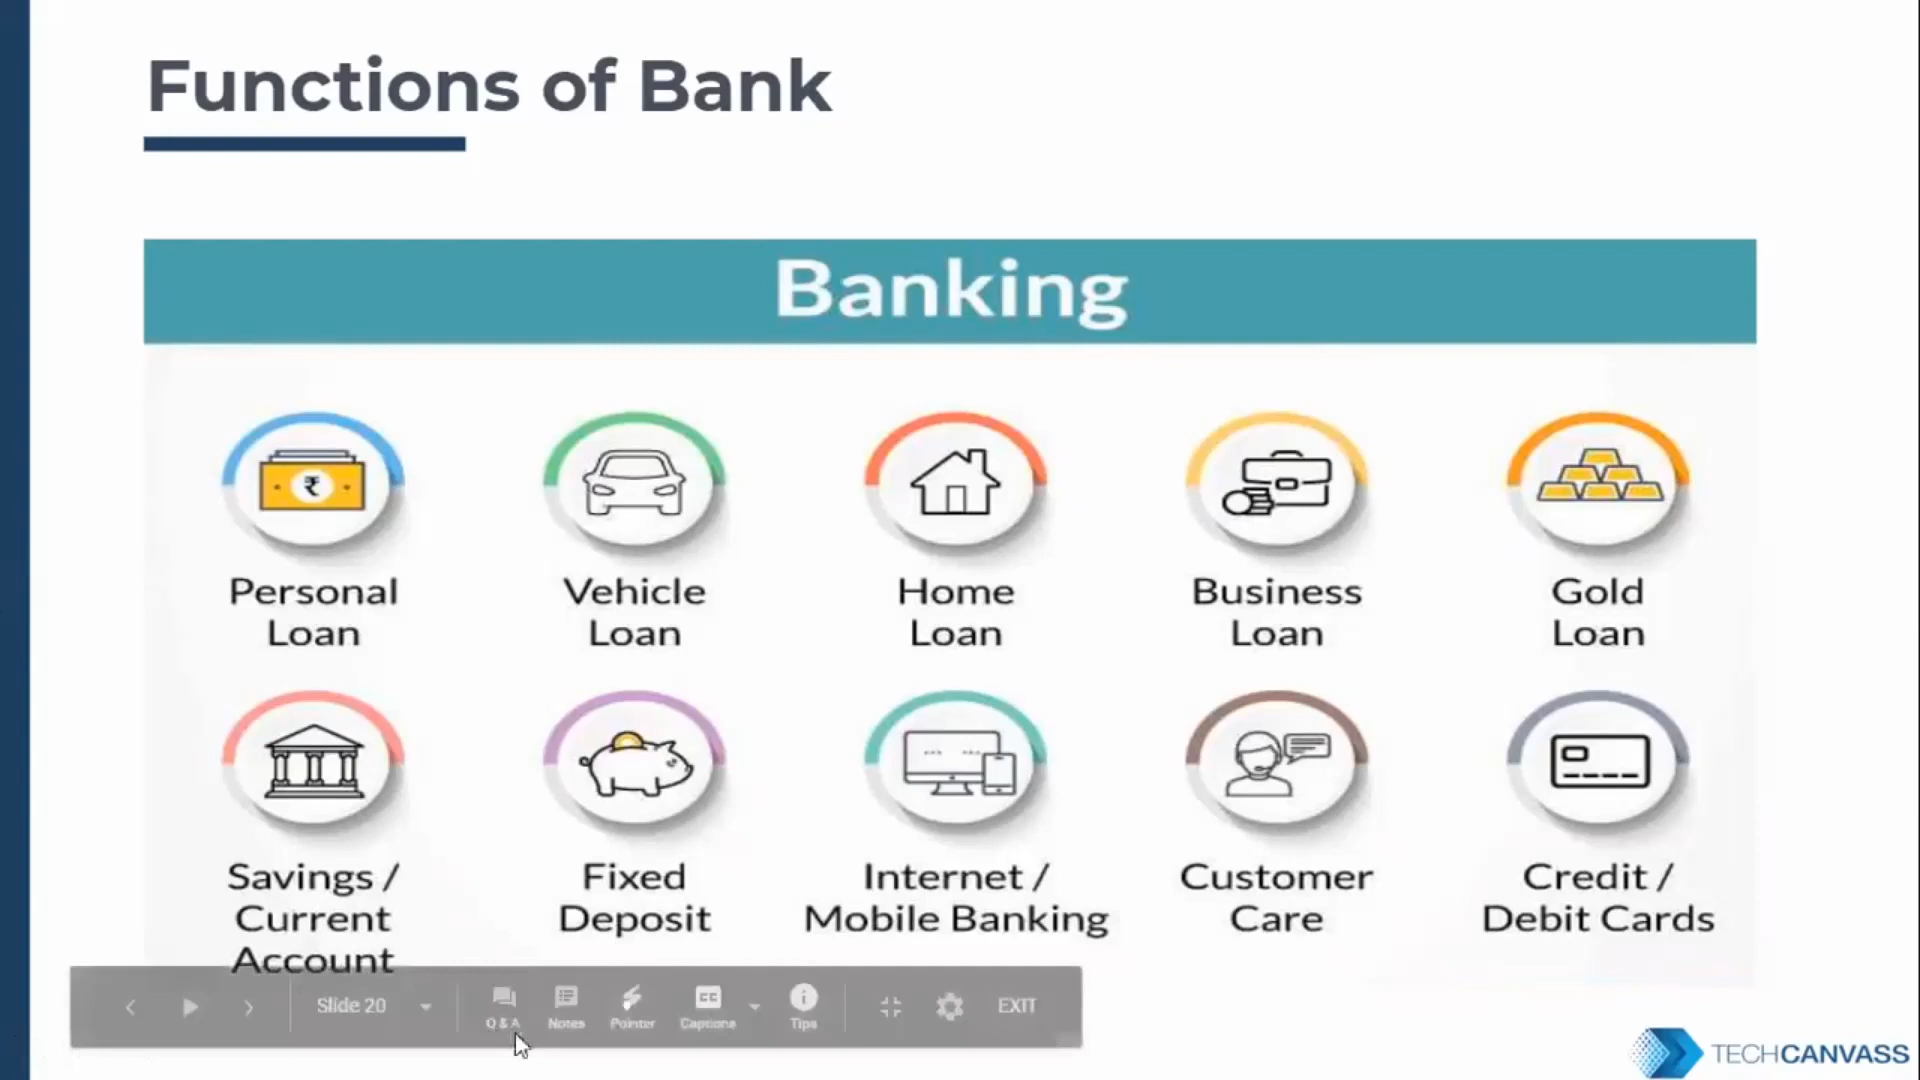 Functions of Bank
Banking
₹
Personal
Loan
Vehicle
Loan
Home
Loan
Business
Loan
Gold
Loan
Savings /
Current
Account
Fixed
Deposit
Internet /
Mobile Banking
Customer
Care
Credit /
Debit Cards
Slide 20
Q & A
Notes
Pointer
CC
Captions
Tips
EXIT
TECHCANVASS